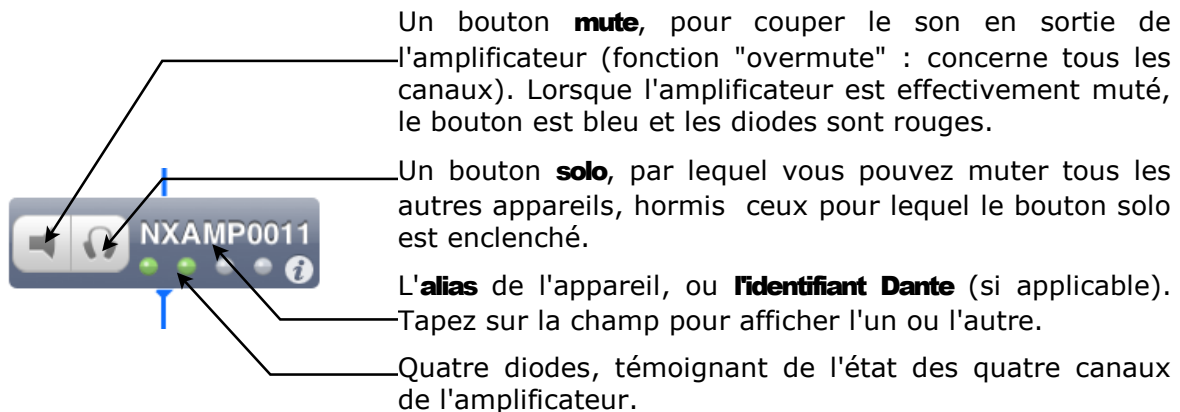 Un bouton mute, pour couper le son en sortie de
l'amplificateur (fonction "overmute" : concerne tous les
canaux). Lorsque l'amplificateur est effectivement muté,
le bouton est bleu et les diodes sont rouges.
Un bouton solo, par lequel vous pouvez muter tous les
autres appareils, hormis ceux pour lequel le bouton solo
est enclenché.
NXAMP0011
i
L'alias de l'appareil, ou l'identifiant Dante (si applicable).
Tapez sur la champ pour afficher l'un ou l'autre.
Quatre diodes, témoignant de l'état des quatre canaux
de l'amplificateur.